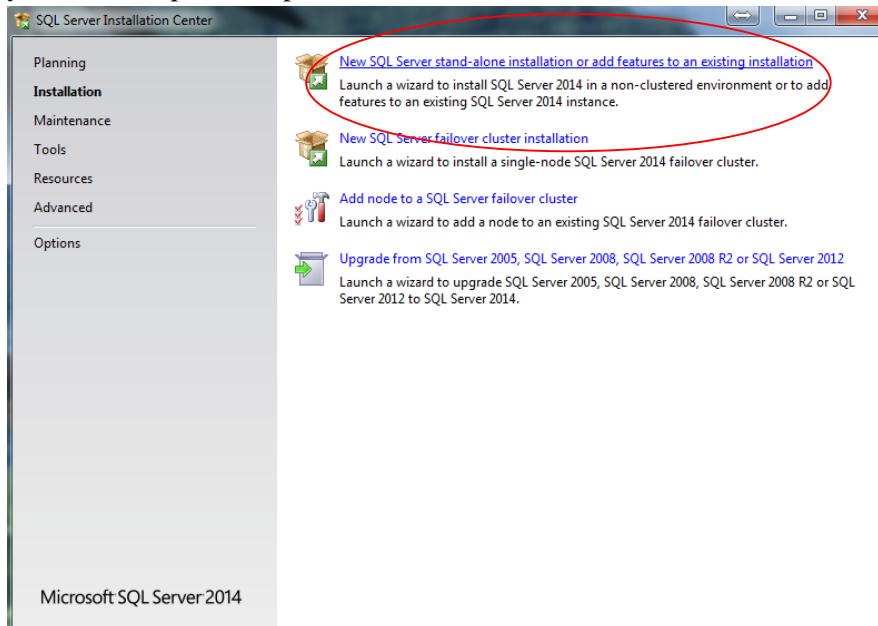 SQL Server Installation Center
Planning
Installation
Maintenance
Tools
Resources
Advanced
Options
New SQL Server stand-alone installation or add features to an existing installation
Launch a wizard to install SQL Server 2014 in a non-clustered environment or to add
features to an existing SQL Server 2014 instance.
New SQL Server failover cluster installation
Launch a wizard to install a single-node SQL Server 2014 failover cluster.
Add node to a SQL Server failover cluster
Launch a wizard to add a node to an existing SQL Server 2014 failover cluster.
Upgrade from SQL Server 2005, SQL Server 2008, SQL Server 2008 R2 or SQL Server 2012
Launch a wizard to upgrade SQL Server 2005, SQL Server 2008, SQL Server 2008 R2 or SQL
Server 2012 to SQL Server 2014.
Microsoft SQL Server 2014